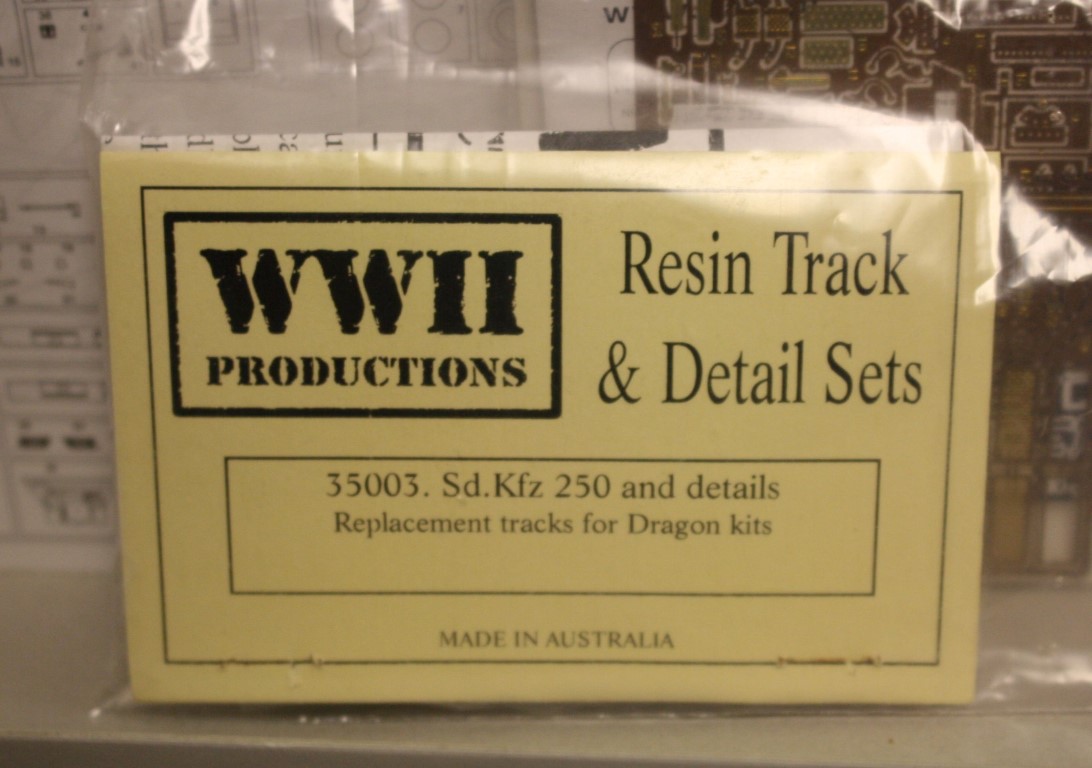 WWII
PRODUCTIONS
Resin Track
& Detail Sets
35003. Sd.Kfz 250 and details
Replacement tracks for Dragon kits
MADE IN AUSTRALIA